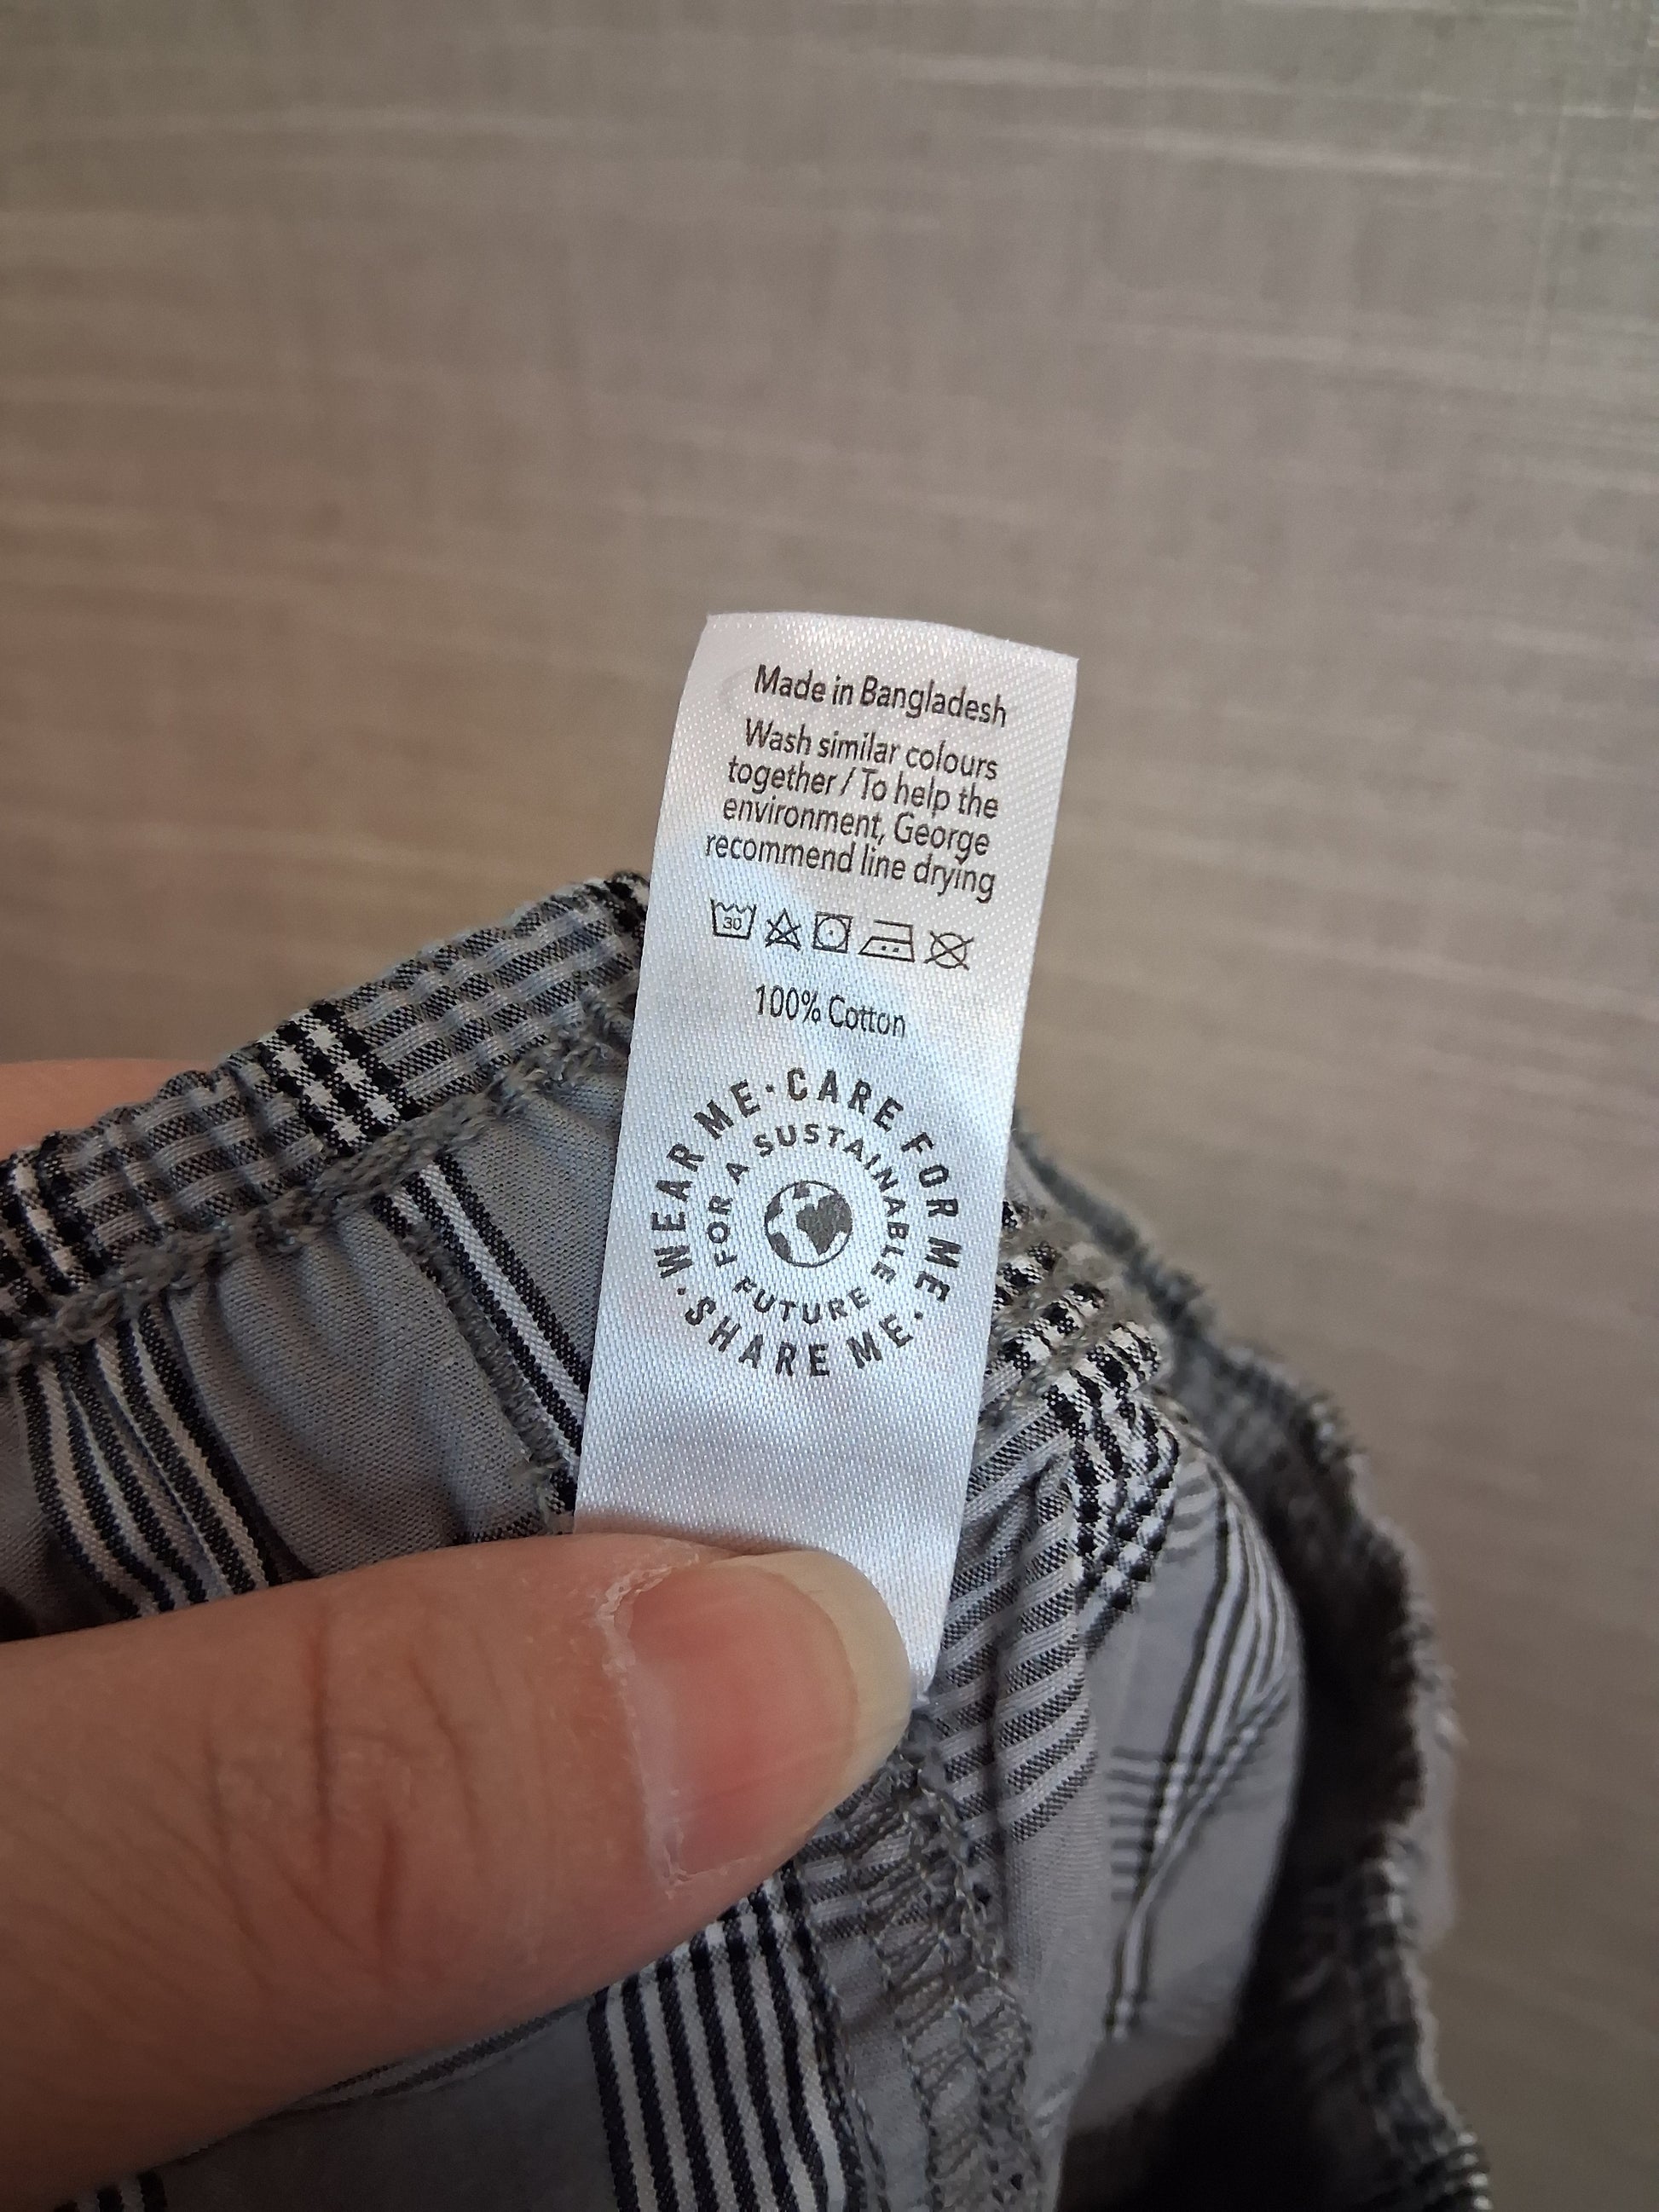 Made in Bangladesh
Wash similar colours
together / To help the
environment, George
recommend line drying
30
100% Cotton
WEAR ME · CARE FOR ME · SHARE ME ·
FOR A SUSTAINABLE FUTURE